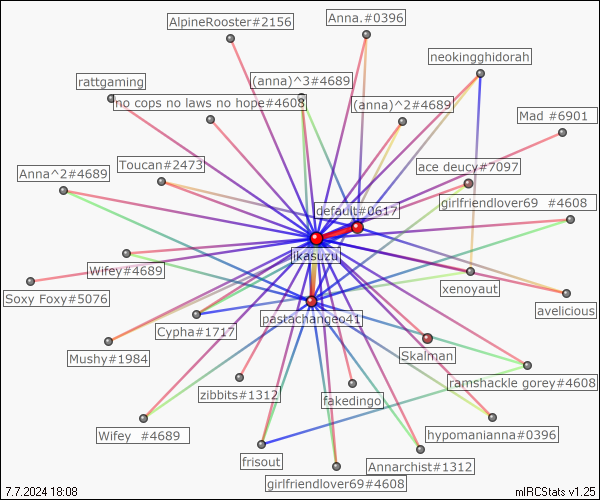 AlpineRooster#2156
Anna.#0396
neokingghidorah
rattgaming
(anna)^3#4689
no cops no laws no hope#4608
(anna)^2#4689
Mad #6901
Toucan#2473
ace deucy#7097
Anna^2#4689
girlfriendlover69 #4608
default#0617
ikasuzu
Wifey#4689
xenoyaut
Soxy Foxy#5076
avelicious
pastachangeo41
Cypha#1717
Mushy#1984
Skalman
ramshackle gorey#4608
zibbits#1312
fakedingo
Wifey #4689
hypomanianna#0396
frisout
Annarchist#1312
girlfriendlover69#4608
7.7.2024 18:08
mIRCStats v1.25